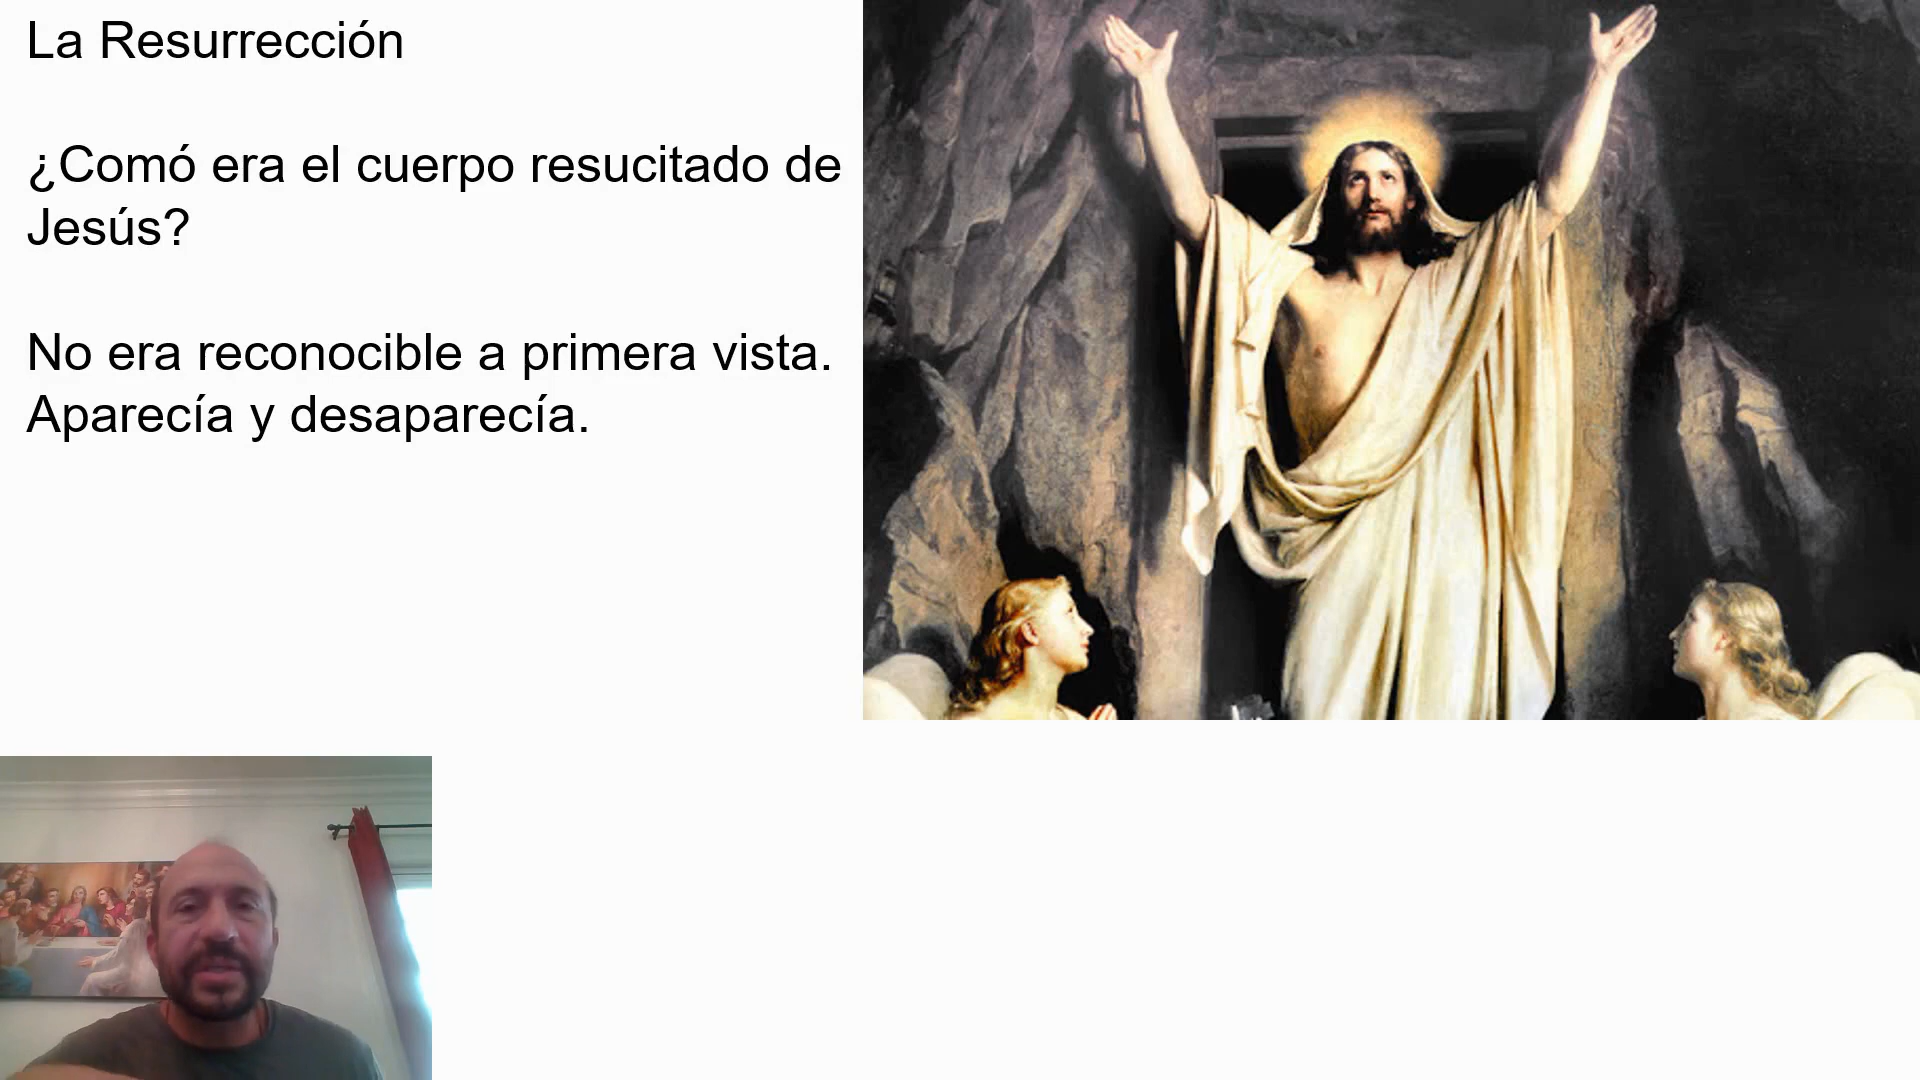 La Resurrección
¿Comó era el cuerpo resucitado de
Jesús?
No era reconocible a primera vista.
Aparecía y desaparecía.